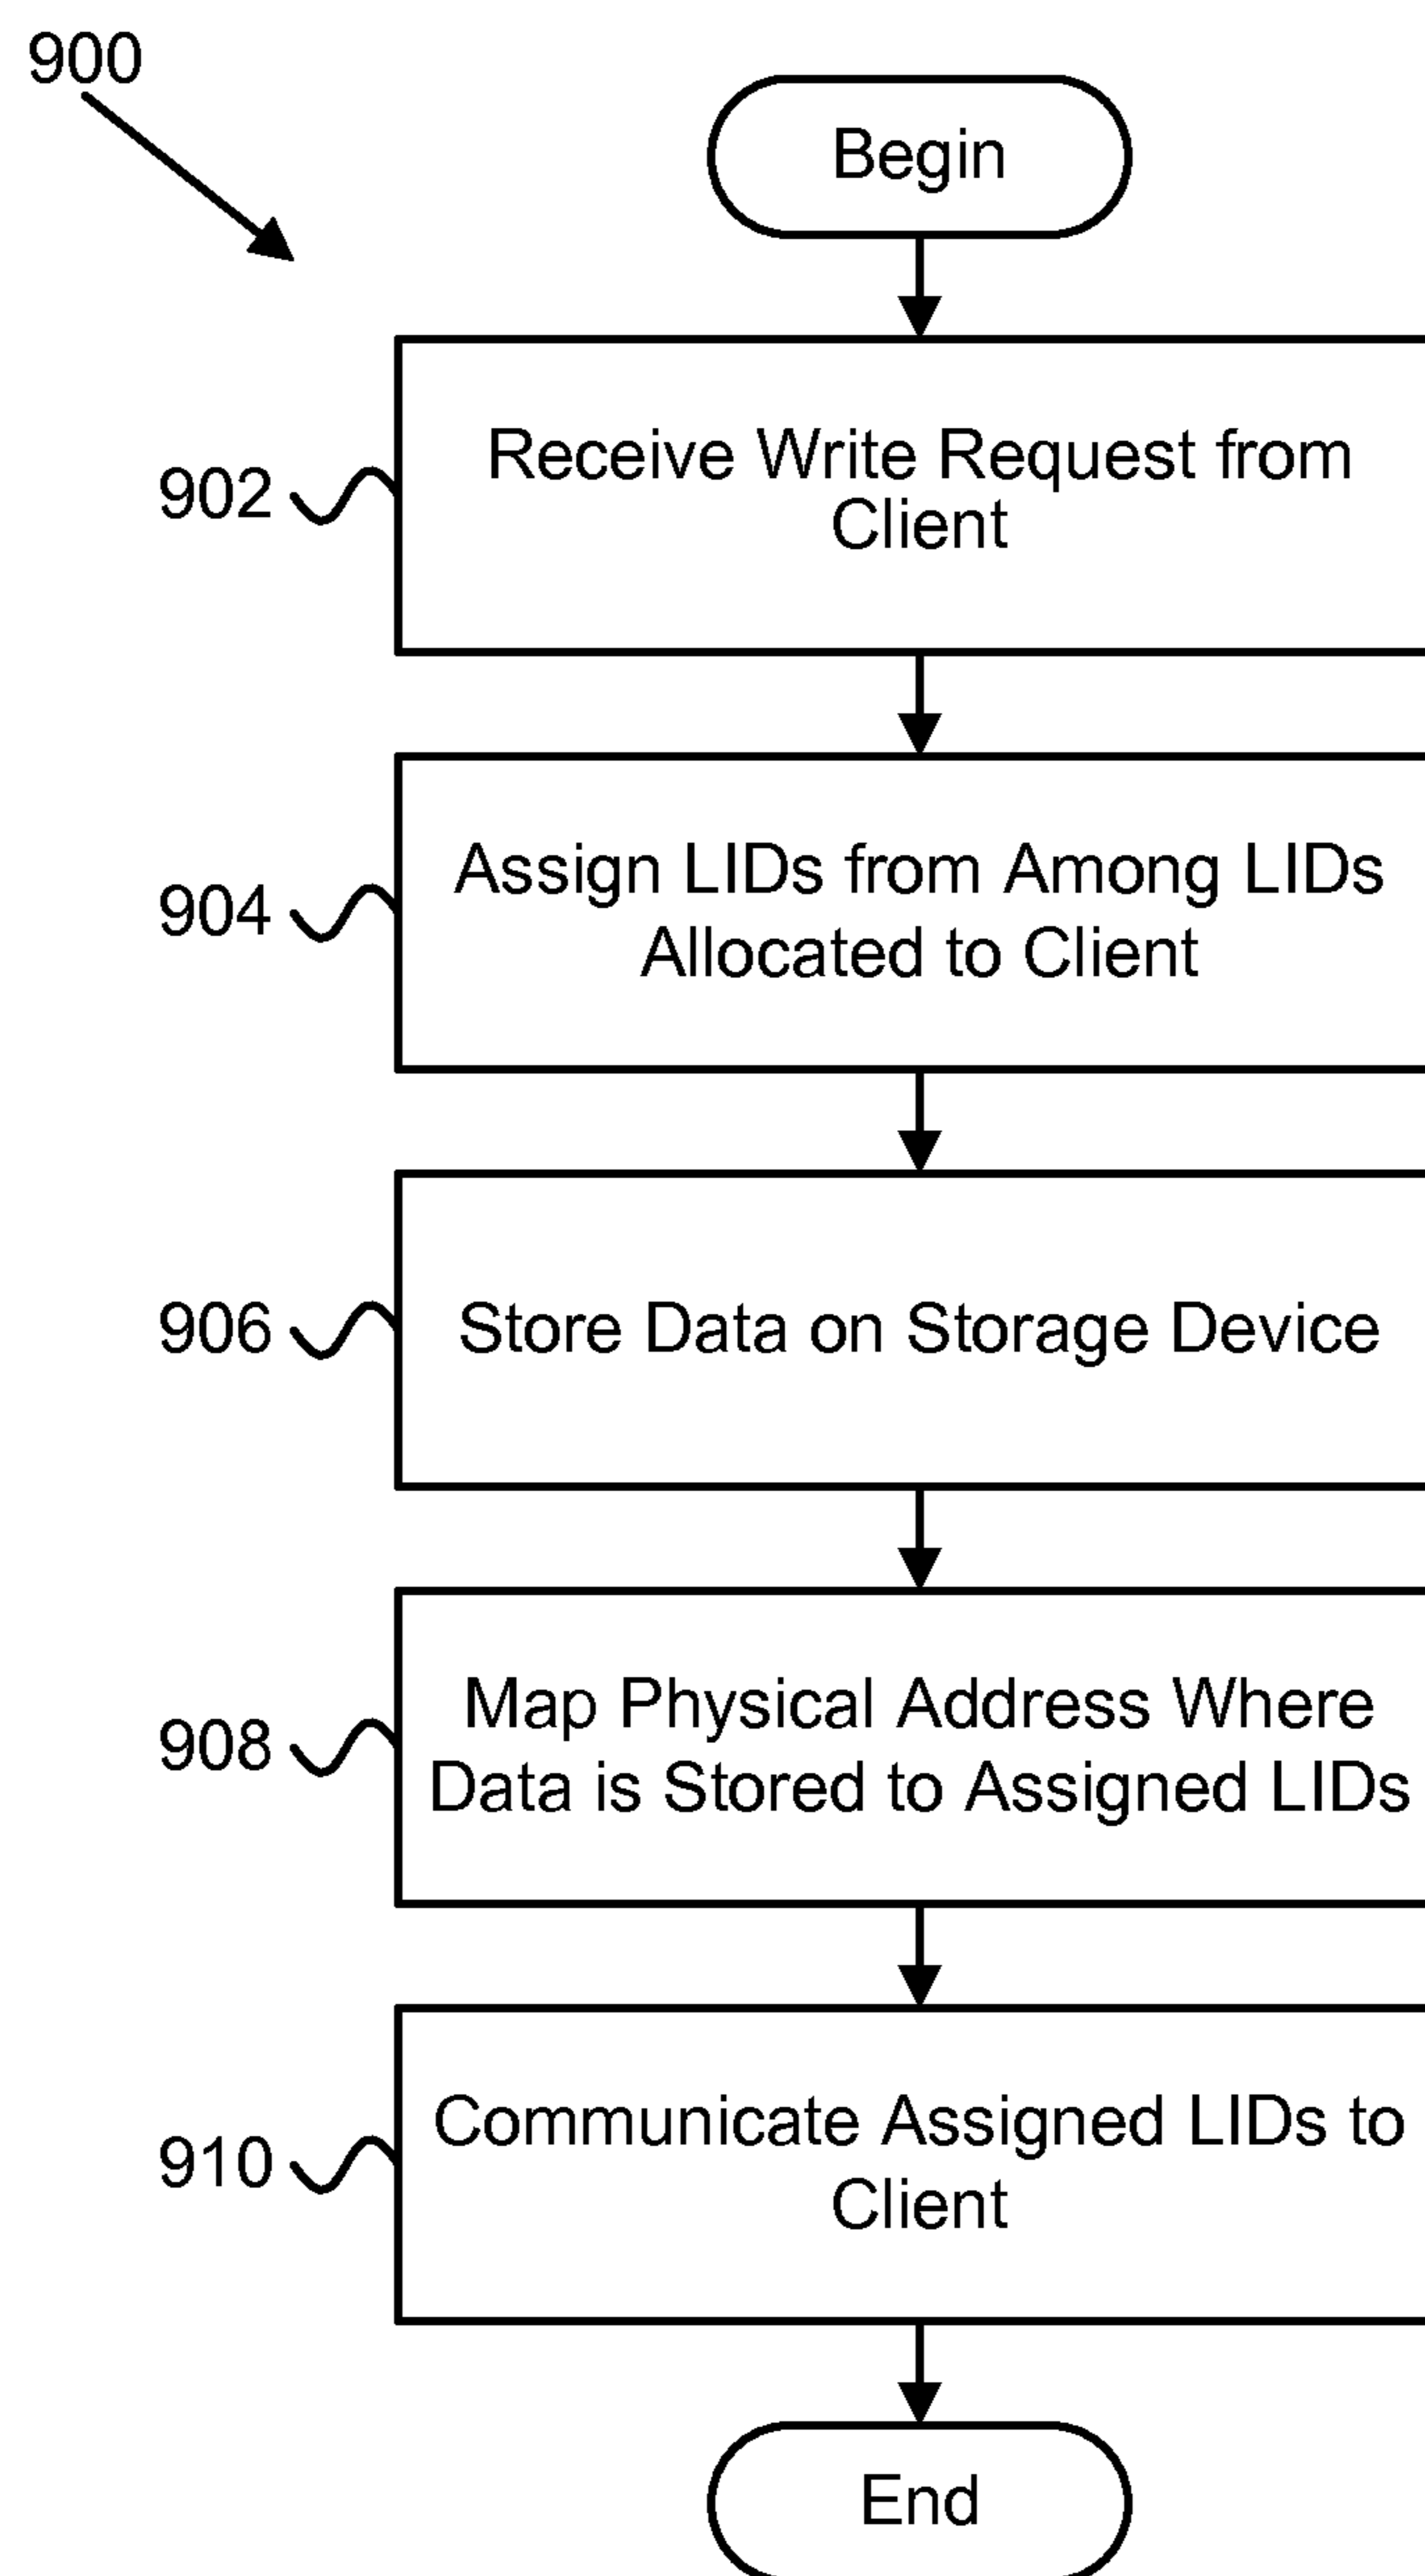 900
Begin
902
Receive Write Request from
Client
904
Assign LIDs from Among LIDs
Allocated to Client
906
Store Data on Storage Device
908
Map Physical Address Where
Data is Stored to Assigned LIDs
910
Communicate Assigned LIDs to
Client
End